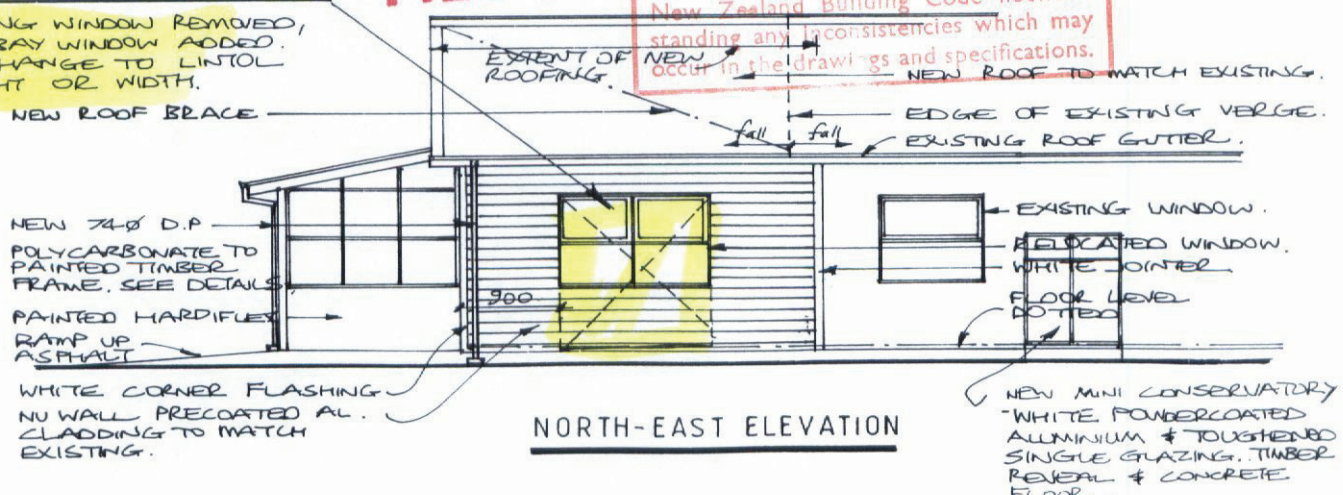 NG WINDOW REMOVED,
BAY WINDOW ADDED.
HANGE TO LINTOL
HT OR WIDTH.
New Zealand Building Code
standing any inconsistencies which may
occur in the drawings and specifications.
EXTENT OF NEW
ROOFING.
NEW ROOF TO MATCH EXISTING.
NEW ROOF BRACE
EDGE OF EXISTING VERGE.
fall fall
EXISTING ROOF GUTTER.
NEW 74Ø D.P
POLYCARBONATE TO
PAINTED TIMBER
FRAME. SEE DETAILS
PAINTED HARDIFLEX
RAMP UP
ASPHALT
900
EXISTING WINDOW.
RELOCATED WINDOW.
WHITE JOINTER
FLOOR LEVEL
DOTTED
WHITE CORNER FLASHING
NU WALL PRECOATED AL.
CLADDING TO MATCH
EXISTING.
NORTH-EAST ELEVATION
NEW MINI CONSERVATORY
-WHITE POWDERCOATED
ALUMINIUM & TOUGHENED
SINGLE GLAZING. TIMBER
REVEAL & CONCRETE
FLOOR